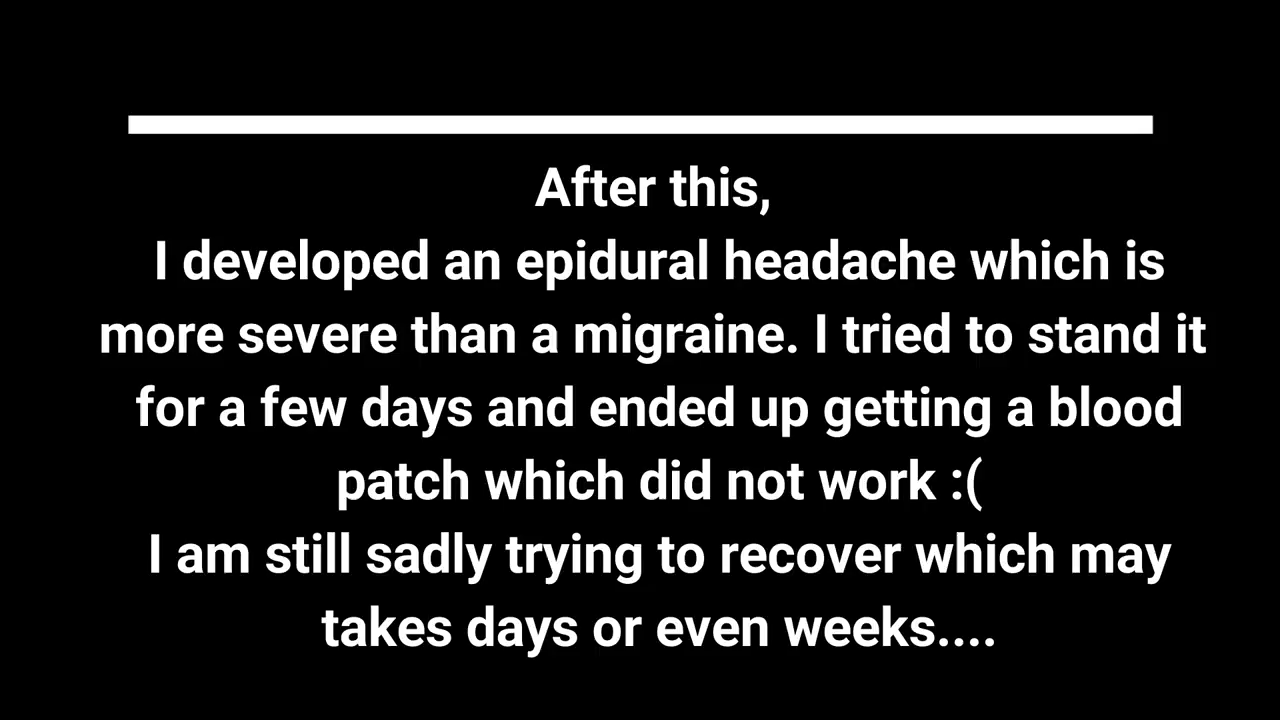 After this,
I developed an epidural headache which is
more severe than a migraine. I tried to stand it
for a few days and ended up getting a blood
patch which did not work :(
I am still sadly trying to recover which may
takes days or even weeks....